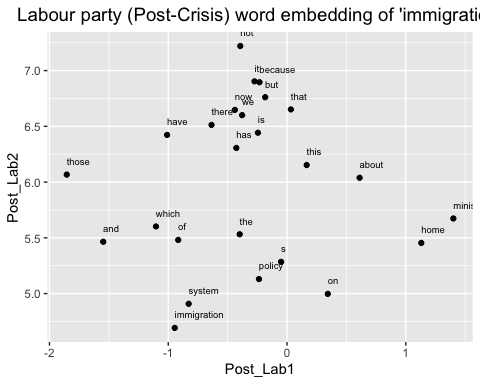 Labour party (Post-Crisis) word embedding of 'immigratio
not
7.0
it
because
but
now
we
that
6.5
there
have
is
has
this
those
about
6.0
minis
which
of
and
the
home
5.5
s
policy
on
5.0
system
immigration
-2
-1
0
1
Post_Lab1
Post_Lab2